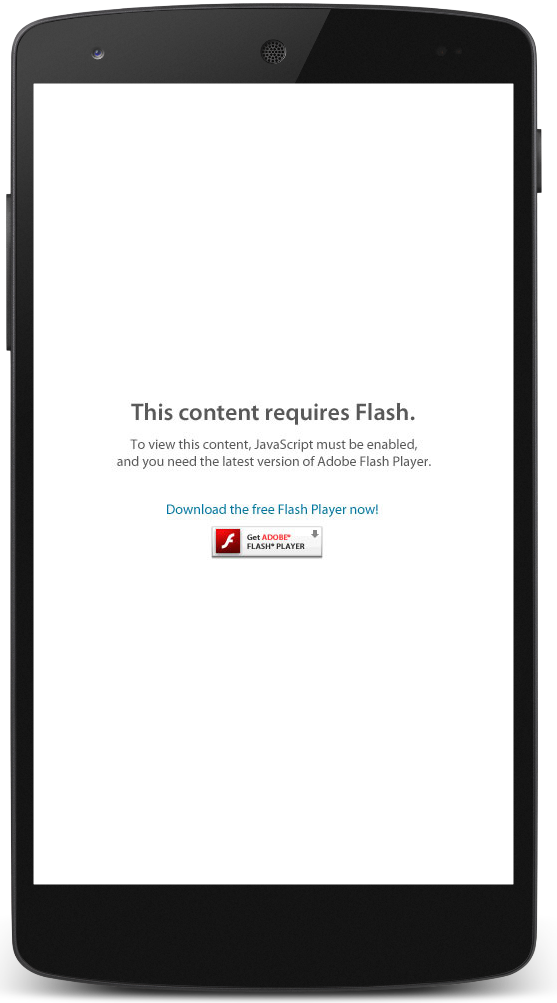 This content requires Flash.
To view this content, JavaScript must be enabled,
and you need the latest version of Adobe Flash Player.
Download the free Flash Player now!
Get ADOBE®
FLASH® PLAYER